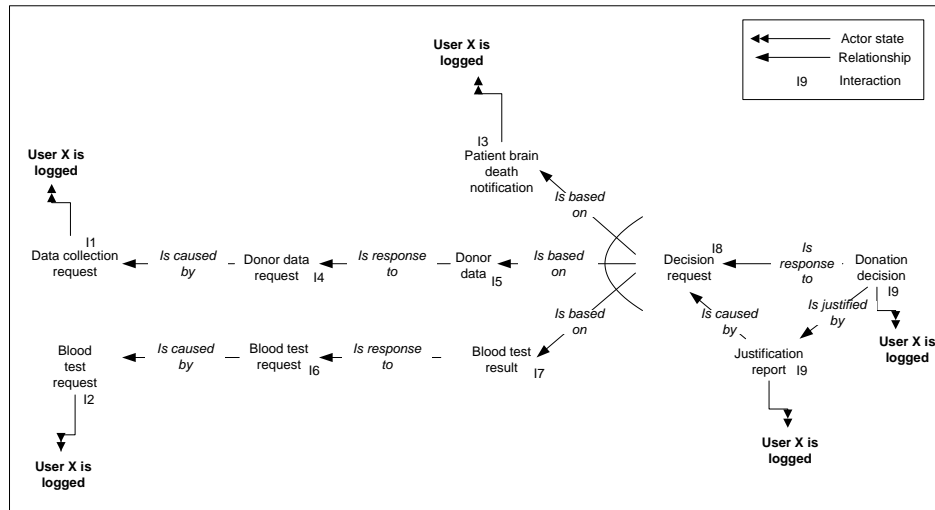 User X is
logged
Actor state
Relationship
I9 Interaction
I3
Patient brain
death
notification
User X is
logged
Is based
on
I1
Data collection
request
Is caused
by
Donor data
request
I4
Is response
to
Donor
data
I5
Is based
on
Decision
request
I8
Is
response
to
Donation
decision
I9
Is based
on
Is caused
by
Is justified
by
Blood
test
request
I2
Is caused
by
Blood test
request
I6
Is response
to
Blood test
result
I7
Justification
report
I9
User X is
logged
User X is
logged
User X is
logged